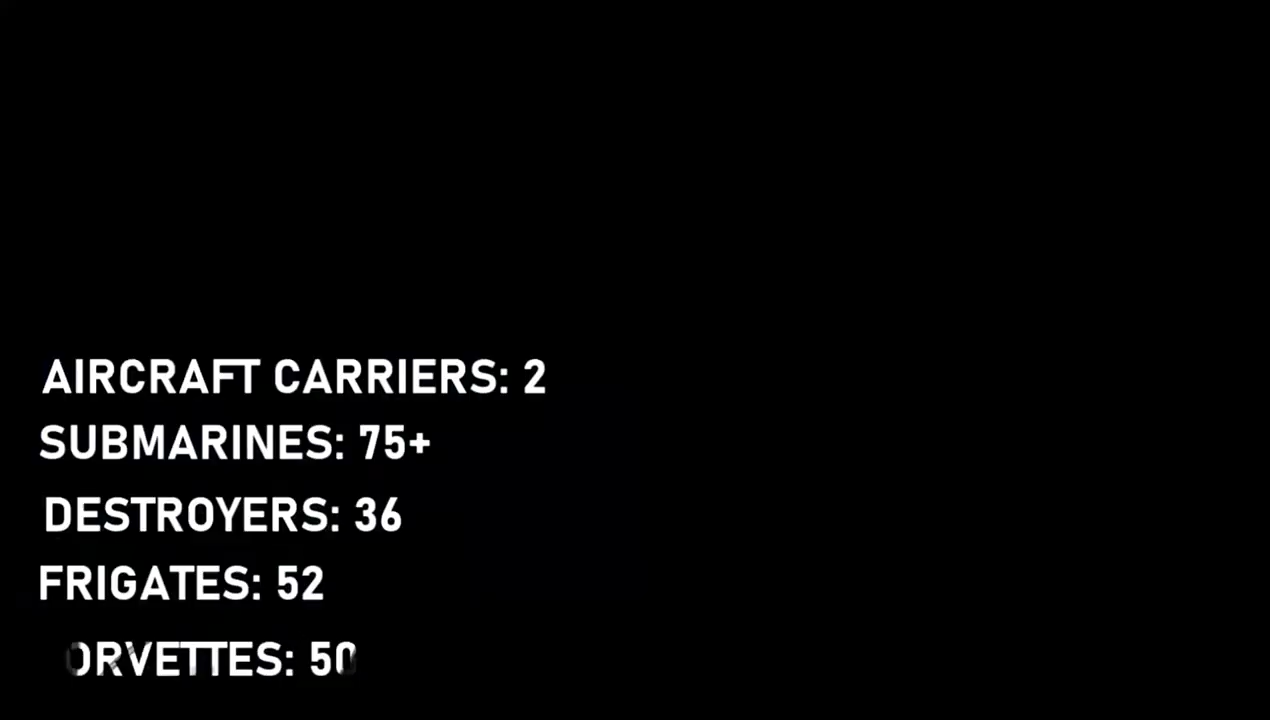 AIRCRAFT CARRIERS: 2
SUBMARINES: 75+
DESTROYERS: 36
FRIGATES: 52
ORVETTES: 50